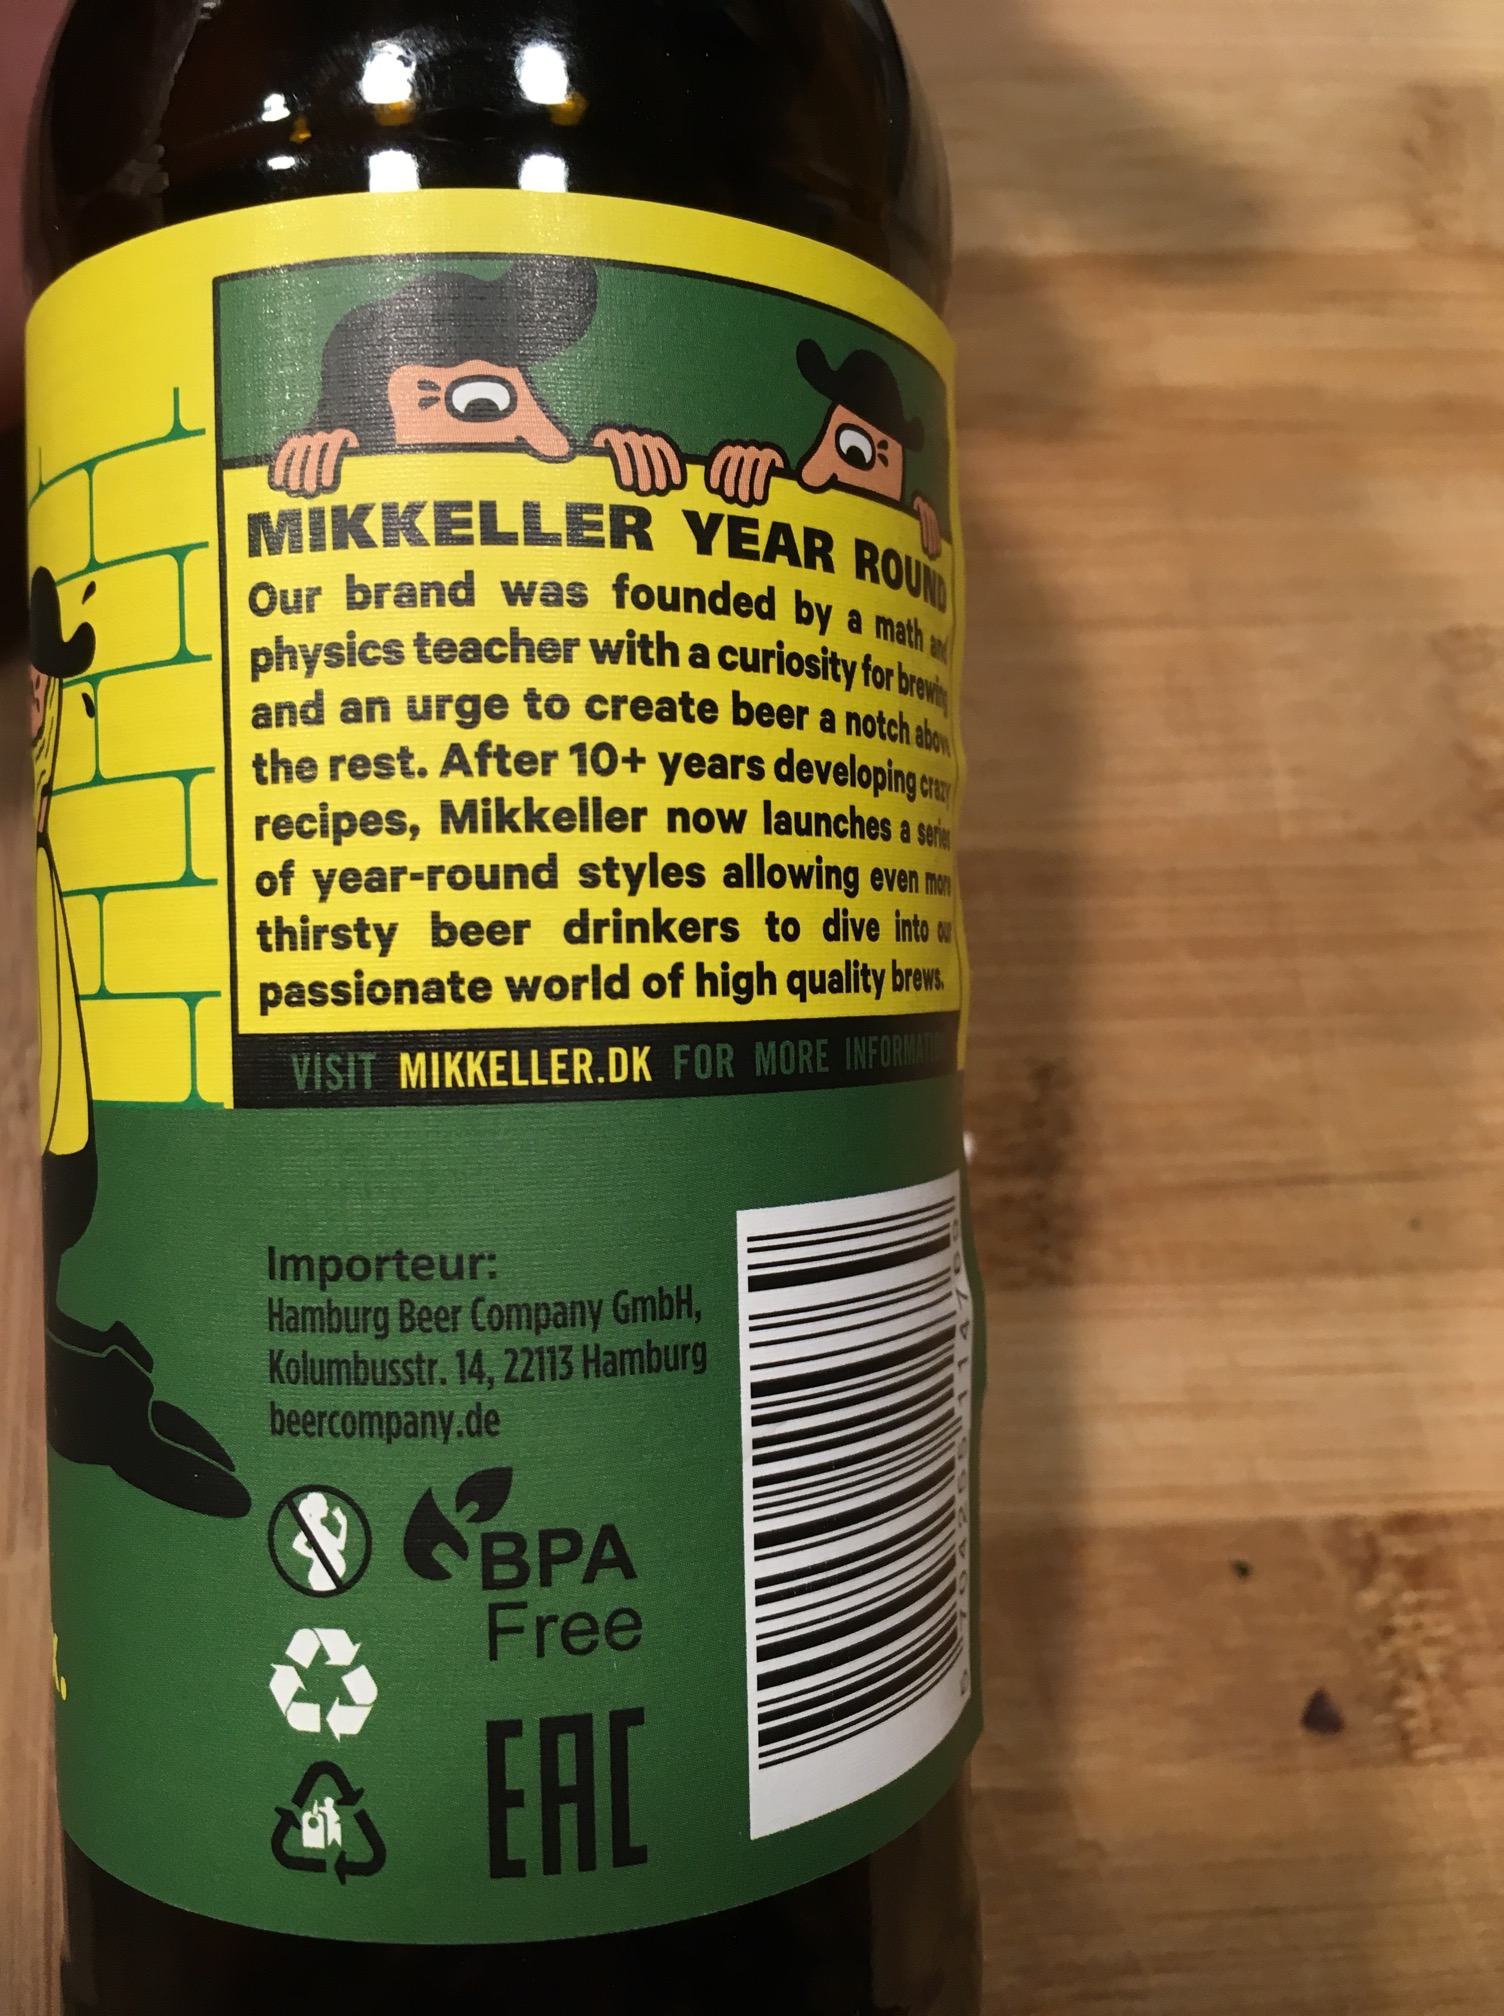 MIKKELLER YEAR ROUND
Our brand was founded by a math and
physics teacher with a curiosity for brewing
and an urge to create beer a notch above
the rest. After 10+ years developing crazy
recipes, Mikkeller now launches a series
of year-round styles allowing even more
thirsty beer drinkers to dive into our
passionate world of high quality brews.
VISIT MIKKELLER.DK FOR MORE
Importeur:
Hamburg Beer Company GmbH,
Kolumbusstr. 14, 22113 Hamburg
beercompany.de
BPA
Free
EAC